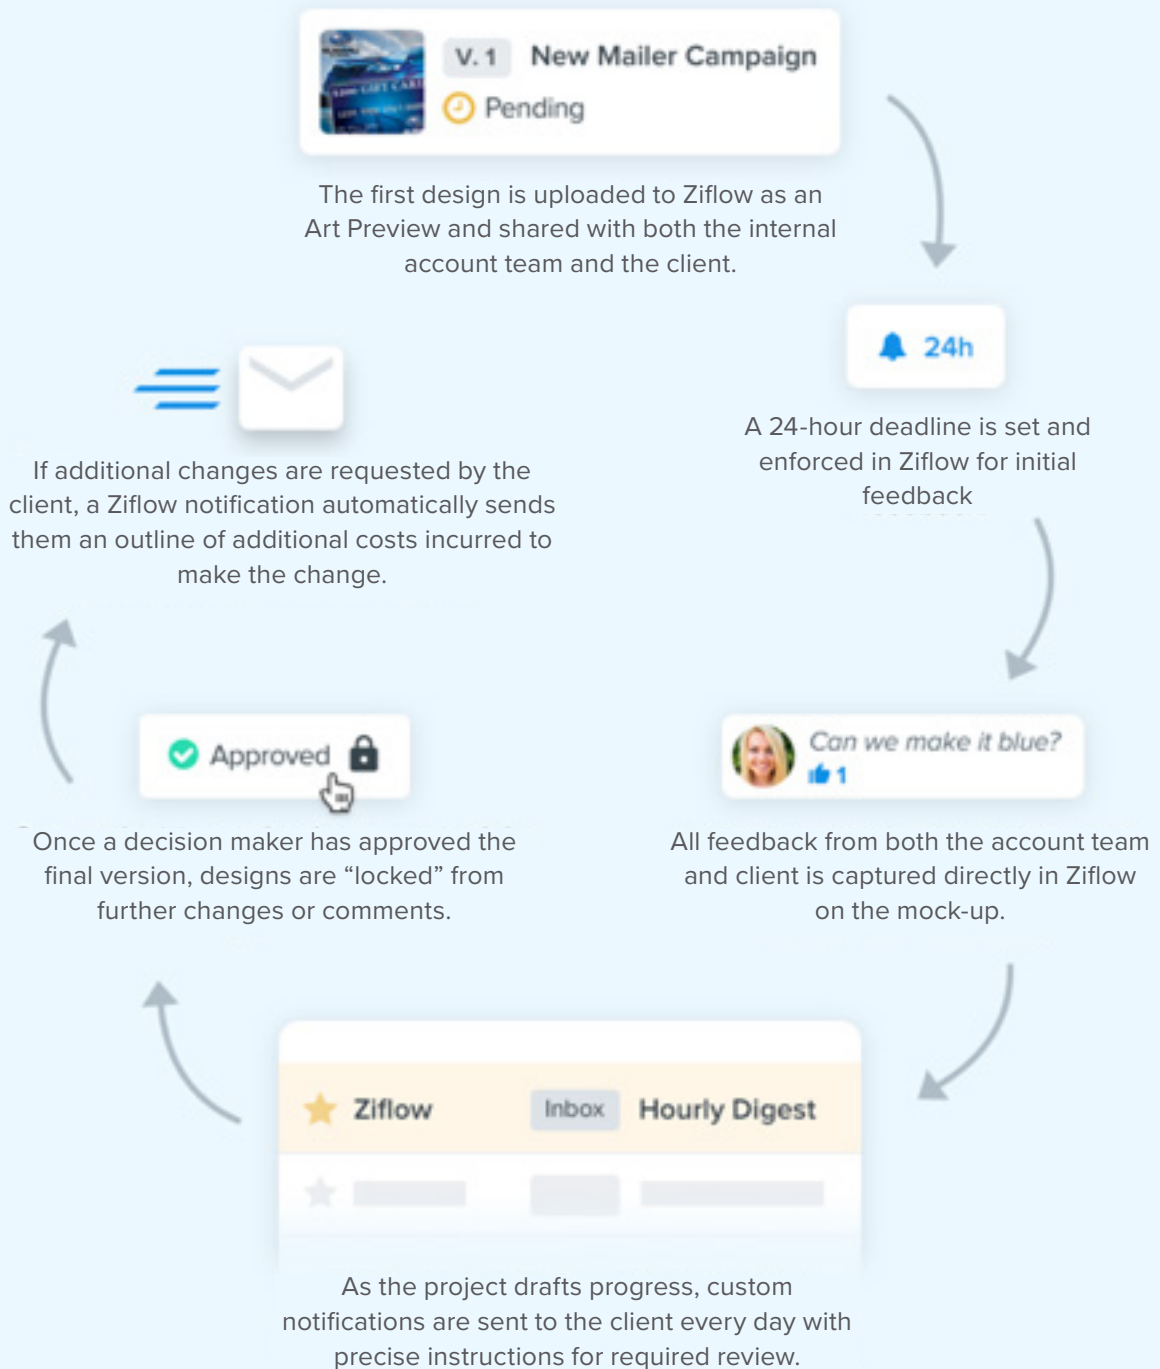 V. 1 New Mailer Campaign
Pending
The first design is uploaded to Ziflow as an
Art Preview and shared with both the internal
account team and the client.
24h
A 24-hour deadline is set and
enforced in Ziflow for initial
feedback
Can we make it blue?
1
All feedback from both the account team
and client is captured directly in Ziflow
on the mock-up.
Ziflow Inbox Hourly Digest
As the project drafts progress, custom
notifications are sent to the client every day with
precise instructions for required review.
Approved
Once a decision maker has approved the
final version, designs are “locked” from
further changes or comments.
If additional changes are requested by the
client, a Ziflow notification automatically sends
them an outline of additional costs incurred to
make the change.